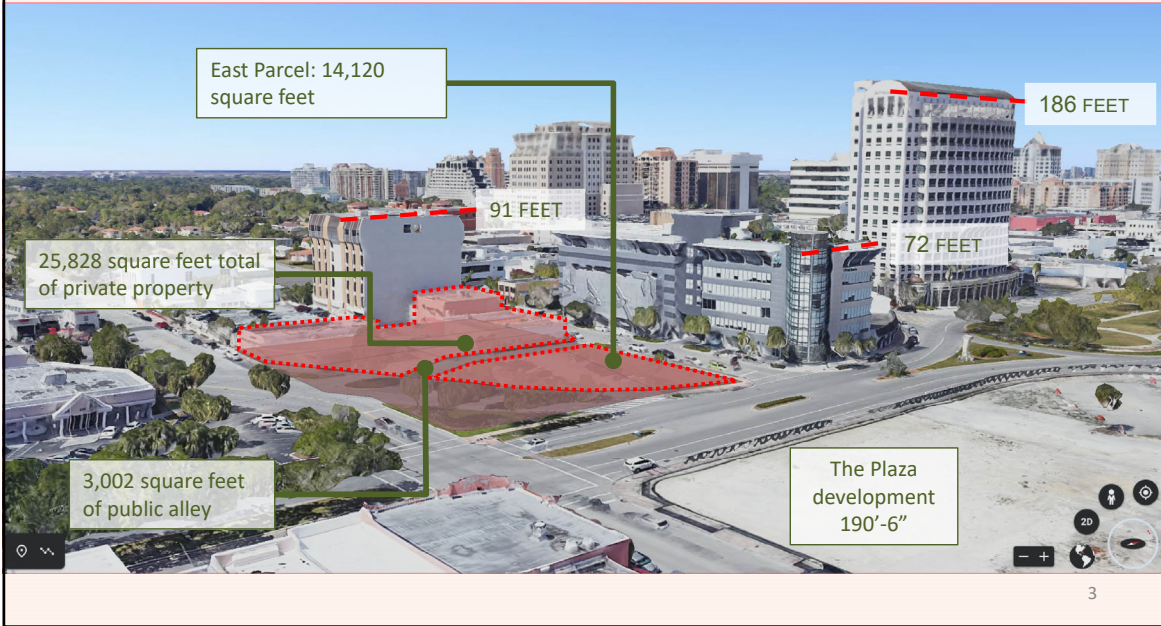 East Parcel: 14,120
square feet
186 FEET
91 FEET
72 FEET
25,828 square feet total
of private property
3,002 square feet
of public alley
The Plaza
development
190’-6”
2D
3